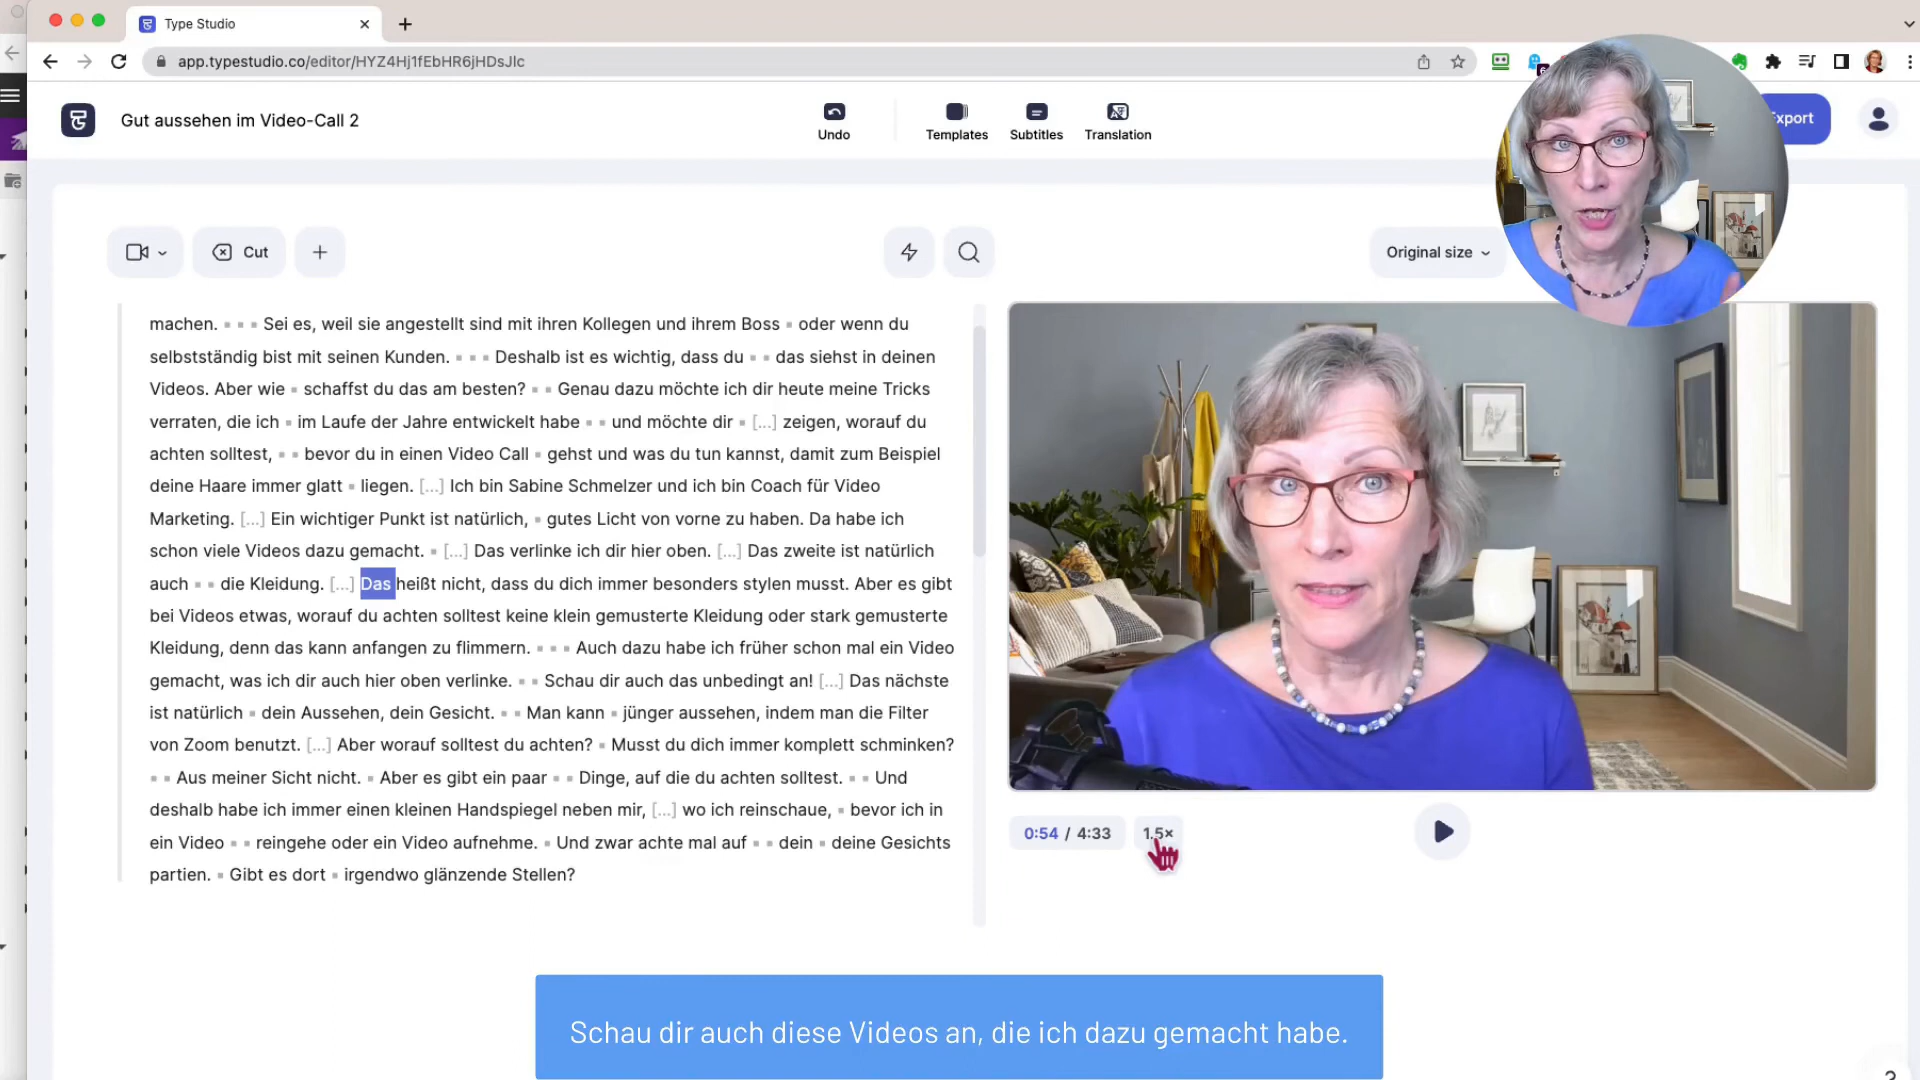 Type Studio
app.typestudio.co/editor/HYZ4Hj1fEbHR6jHDsJlc
Gut aussehen im Video-Call 2
Undo
Templates
Subtitles
Translation
Export
Cut
Original size
machen. Sei es, weil sie angestellt sind mit ihren Kollegen und ihrem Boss oder wenn du
selbstständig bist mit seinen Kunden. Deshalb ist es wichtig, dass du das siehst in deinen
Videos. Aber wie schaffst du das am besten? Genau dazu möchte ich dir heute meine Tricks
verraten, die ich im Laufe der Jahre entwickelt habe und möchte dir [...] zeigen, worauf du
achten solltest, bevor du in einen Video Call gehst und was du tun kannst, damit zum Beispiel
deine Haare immer glatt liegen. [...] Ich bin Sabine Schmelzer und ich bin Coach für Video
Marketing. [...] Ein wichtiger Punkt ist natürlich, gutes Licht von vorne zu haben. Da habe ich
schon viele Videos dazu gemacht. [...] Das verlinke ich dir hier oben. [...] Das zweite ist natürlich
auch die Kleidung. [...] Das heißt nicht, dass du dich immer besonders stylen musst. Aber es gibt
bei Videos etwas, worauf du achten solltest keine klein gemusterte Kleidung oder stark gemusterte
Kleidung, denn das kann anfangen zu flimmern. Auch dazu habe ich früher schon mal ein Video
gemacht, was ich dir auch hier oben verlinke. Schau dir auch das unbedingt an! [...] Das nächste
ist natürlich dein Aussehen, dein Gesicht. Man kann jünger aussehen, indem man die Filter
von Zoom benutzt. [...] Aber worauf solltest du achten? Musst du dich immer komplett schminken?
Aus meiner Sicht nicht. Aber es gibt ein paar Dinge, auf die du achten solltest. Und
deshalb habe ich immer einen kleinen Handspiegel neben mir, [...] wo ich reinschaue, bevor ich in
ein Video reingehe oder ein Video aufnehme. Und zwar achte mal auf dein deine Gesichts
partien. Gibt es dort irgendwo glänzende Stellen?
0:54 / 4:33
1.5×
Schau dir auch diese Videos an, die ich dazu gemacht habe.